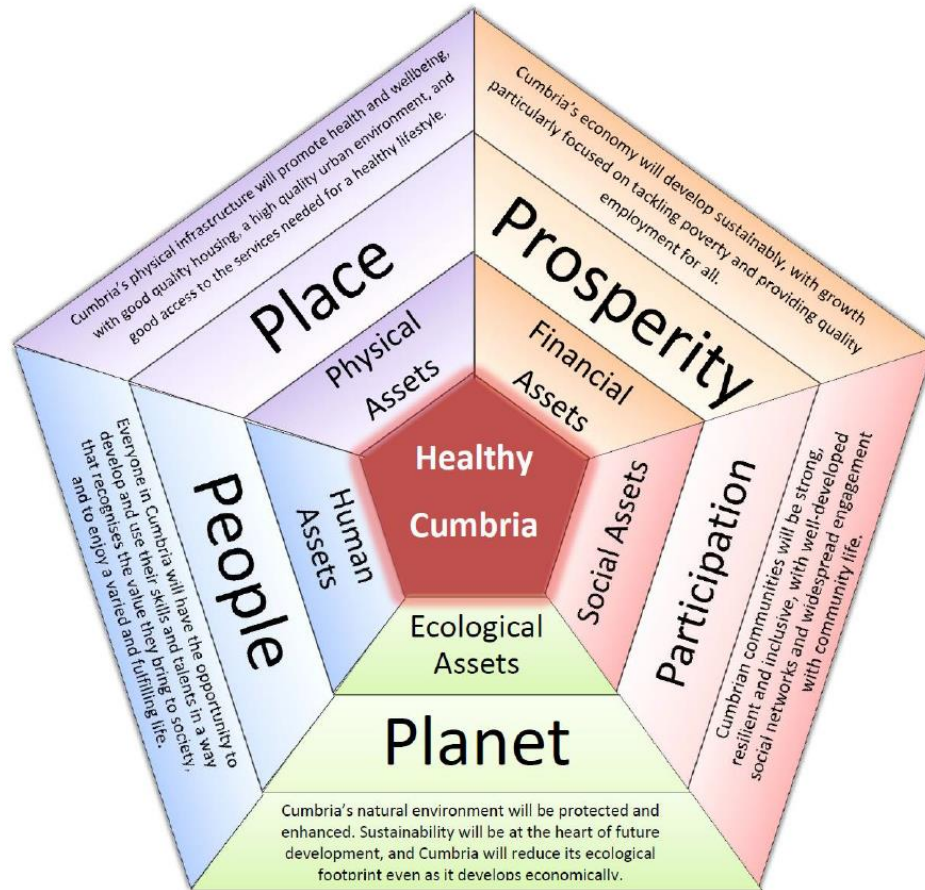 Cumbria's physical infrastructure will promote health and wellbeing,
with good quality housing, a high quality urban environment, and
good access to the services needed for a healthy lifestyle.
Place
Physical
Assets
Cumbria's economy will develop sustainably, with growth
particularly focused on tackling poverty and providing quality
employment for all.
Prosperity
Financial
Assets
Healthy
Cumbria
Everyone in Cumbria will have the opportunity to
develop and use their skills and talents in a way
that recognises the value they bring to society,
and to enjoy a varied and fulfilling life.
People
Human
Assets
Social Assets
Participation
Cumbrian communities will be strong,
resilient and inclusive, with well-developed
social networks and widespread engagement
with community life.
Ecological
Assets
Planet
Cumbria's natural environment will be protected and
enhanced. Sustainability will be at the heart of future
development, and Cumbria will reduce its ecological
footprint even as it develops economically.